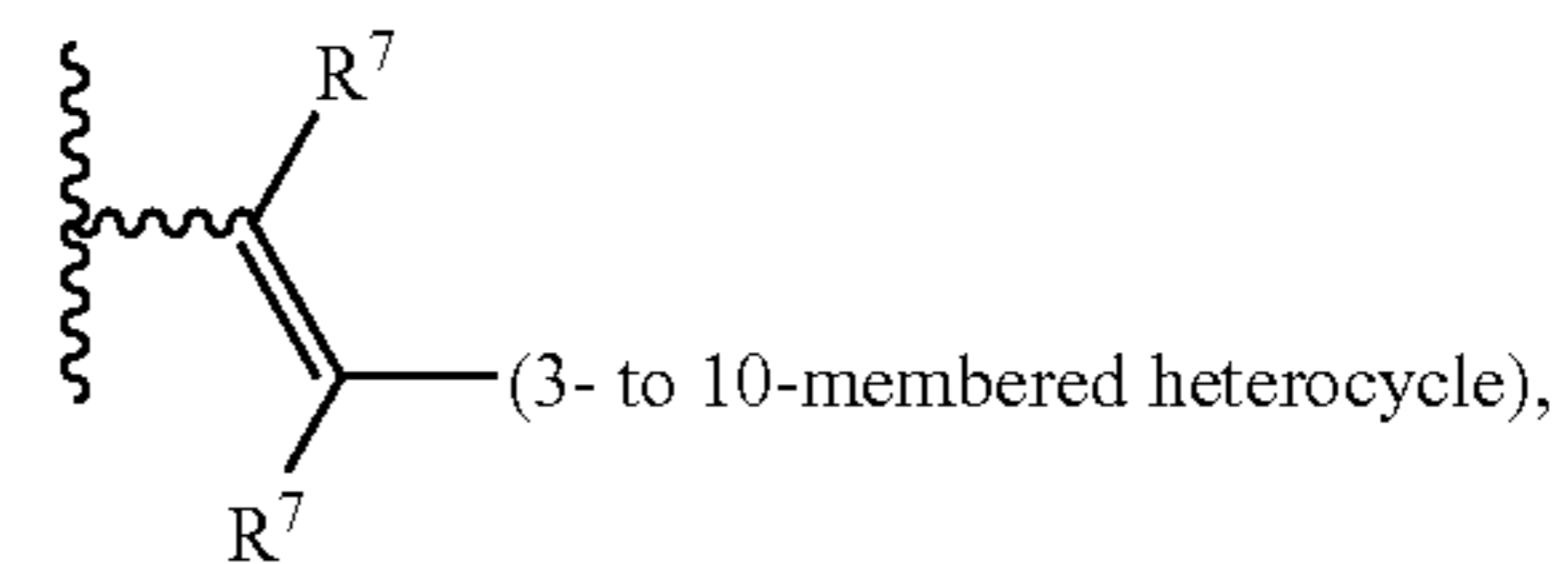 R⁷
(3- to 10-membered heterocycle),
R⁷